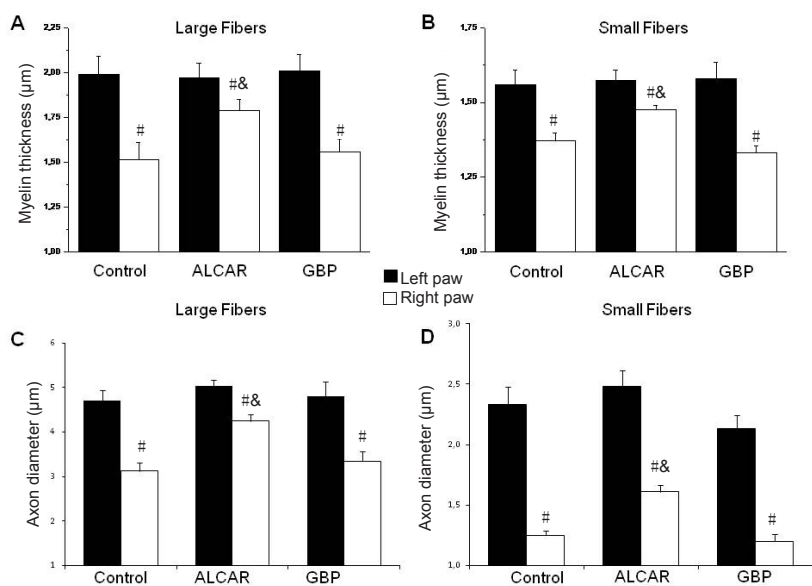 A
Large Fibers
Myelin thickness (µm)
2,25
2,00
1,75
1,50
1,25
1,00
#
#&
#
Control ALCAR GBP
B
Small Fibers
Myelin thickness (µm)
1,75
1,50
1,25
1,00
#
#&
#
Control ALCAR GBP
Left paw
Right paw
C
Large Fibers
Axon diameter (µm)
6
5
4
3
2
1
#
#&
#
Control ALCAR GBP
D
Small Fibers
Axon diameter (µm)
3,0
2,5
2,0
1,5
1,0
#
#&
#
Control ALCAR GBP